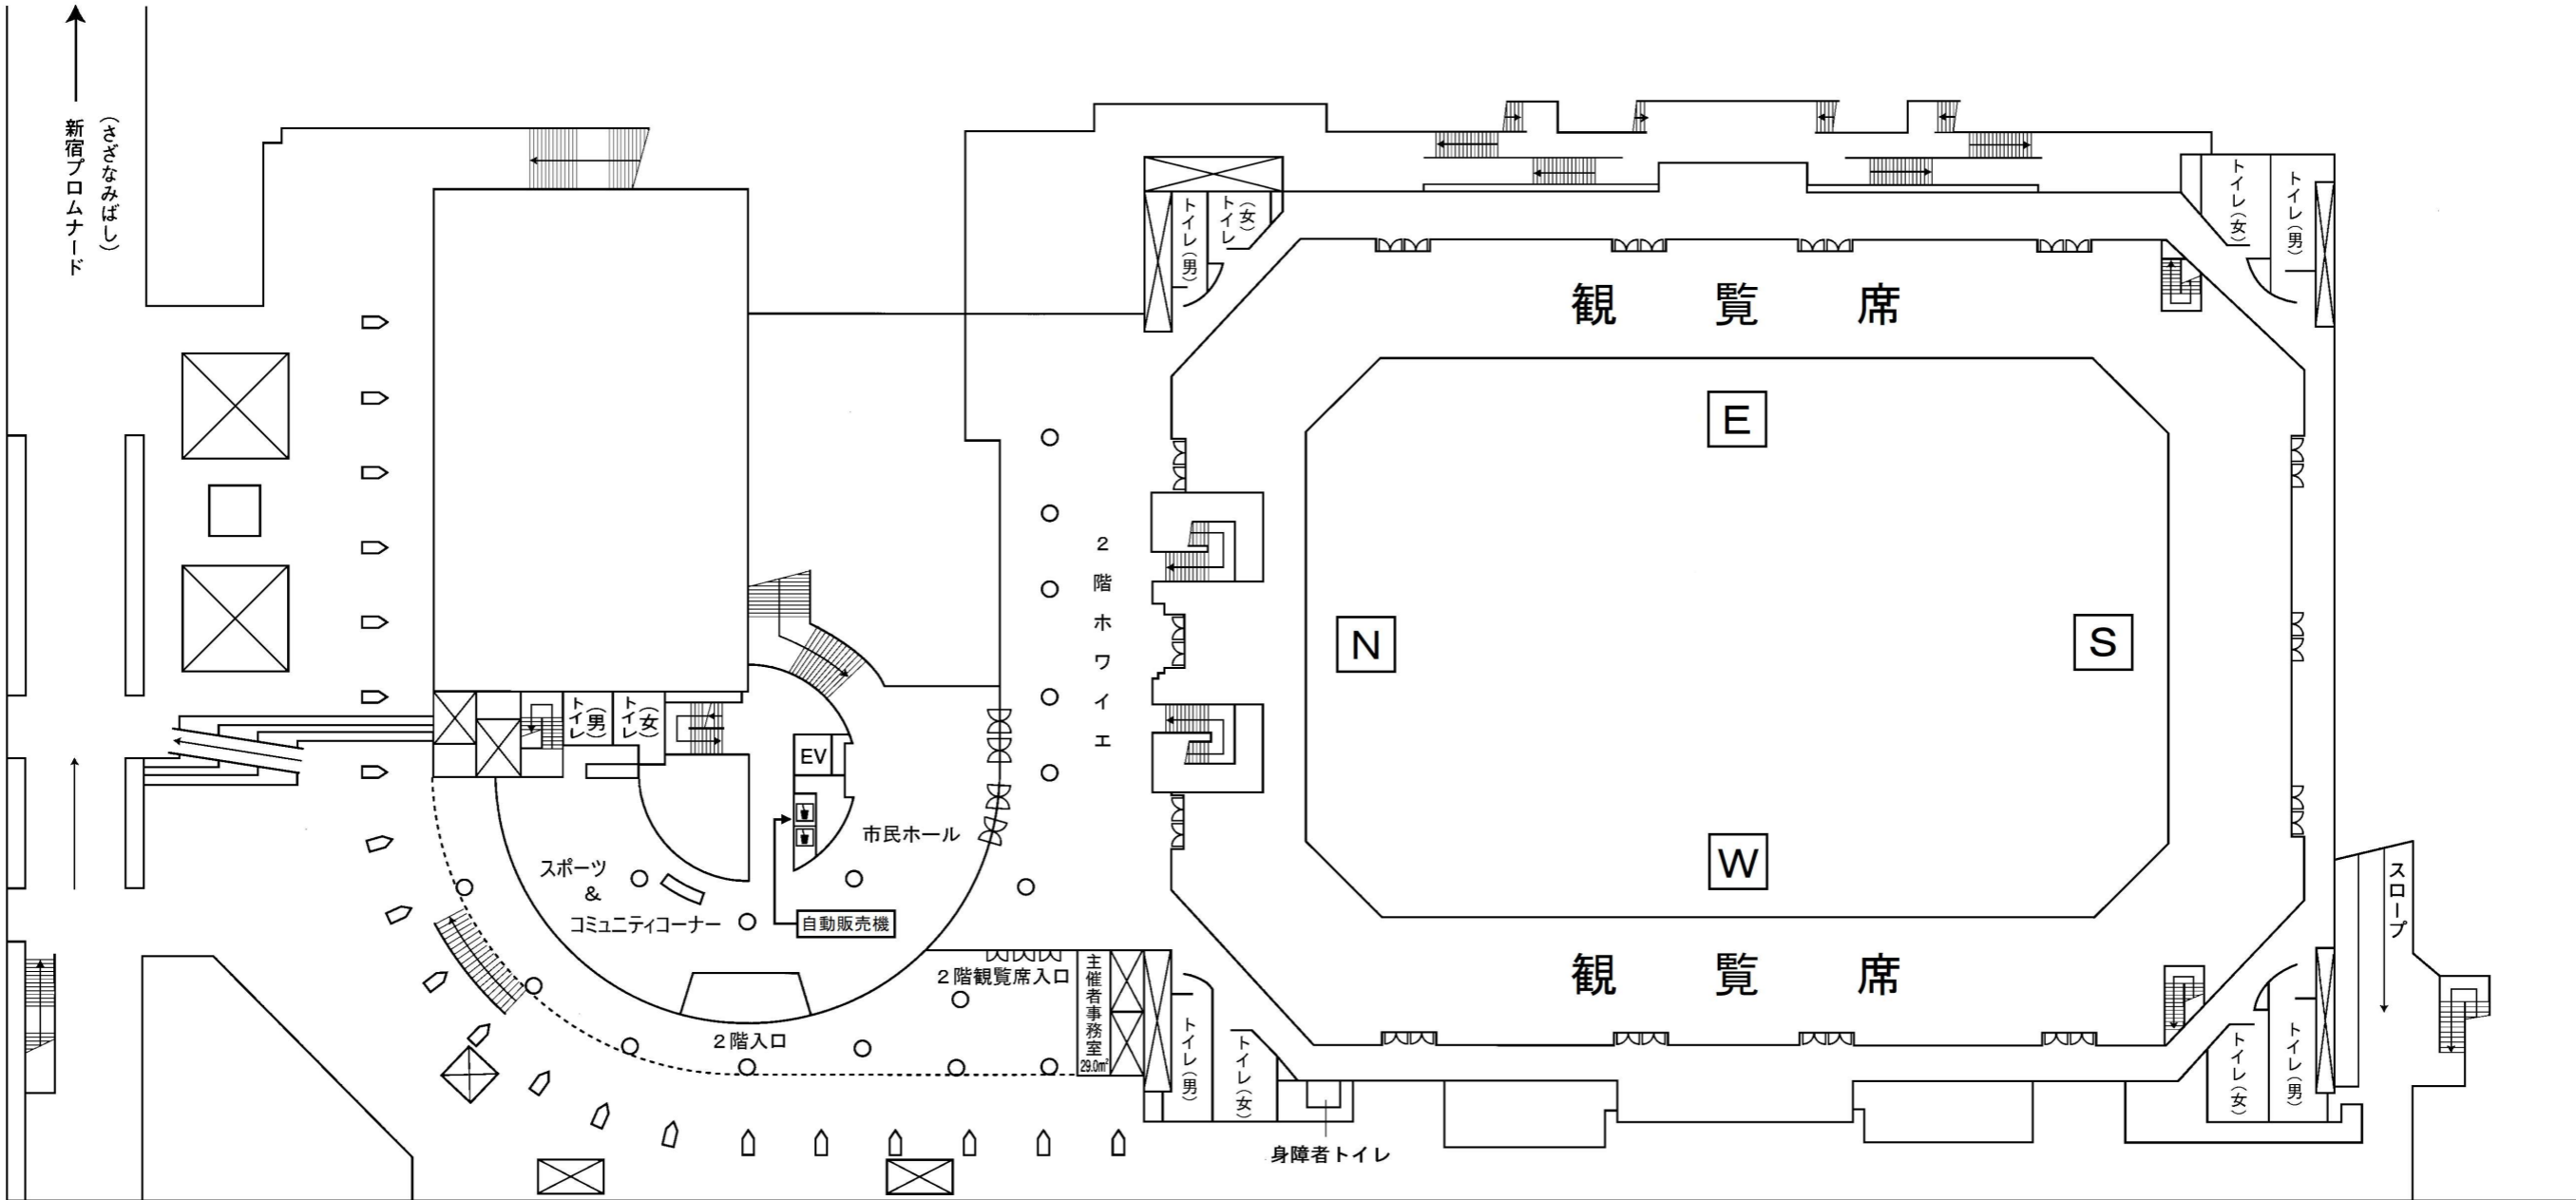 (さざなみばし)
新宿プロムナード
トイレ(男)
トイレ(女)
トイレ(女)
トイレ(男)
観覧席
E
2階ホワイエ
N
S
トイレ(男)
トイレ(女)
EV
W
市民ホール
スポーツ
&
コミュニティコーナー
自動販売機
スロープ
観覧席
2階観覧席入口
主催者事務室
29.0㎡
2階入口
トイレ(男)
トイレ(女)
トイレ(女)
トイレ(男)
身障者トイレ